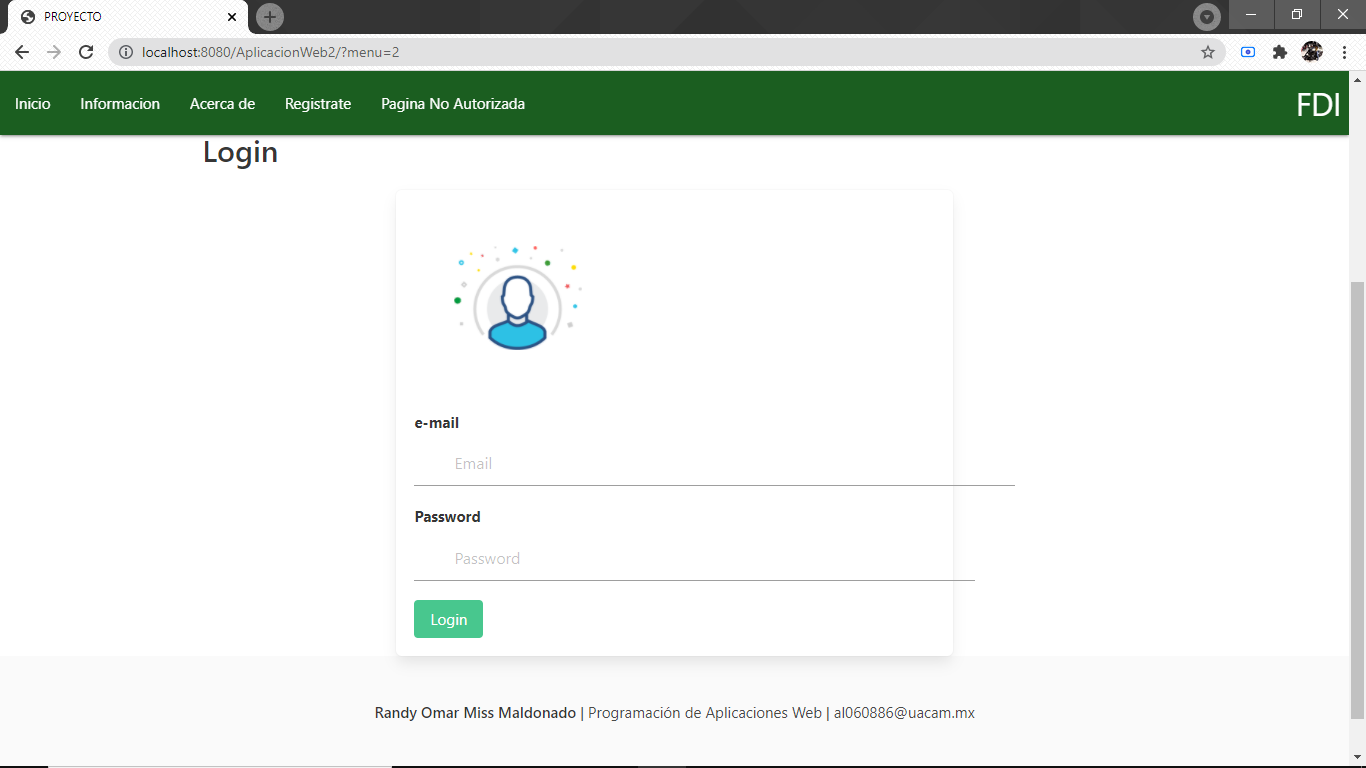 PROYECTO
localhost:8080/AplicacionWeb2/?menu=2
Inicio Informacion Acerca de Registrate Pagina No Autorizada FDI
Login
e-mail
Email
Password
Password
Login
Randy Omar Miss Maldonado | Programación de Aplicaciones Web | al060886@uacam.mx